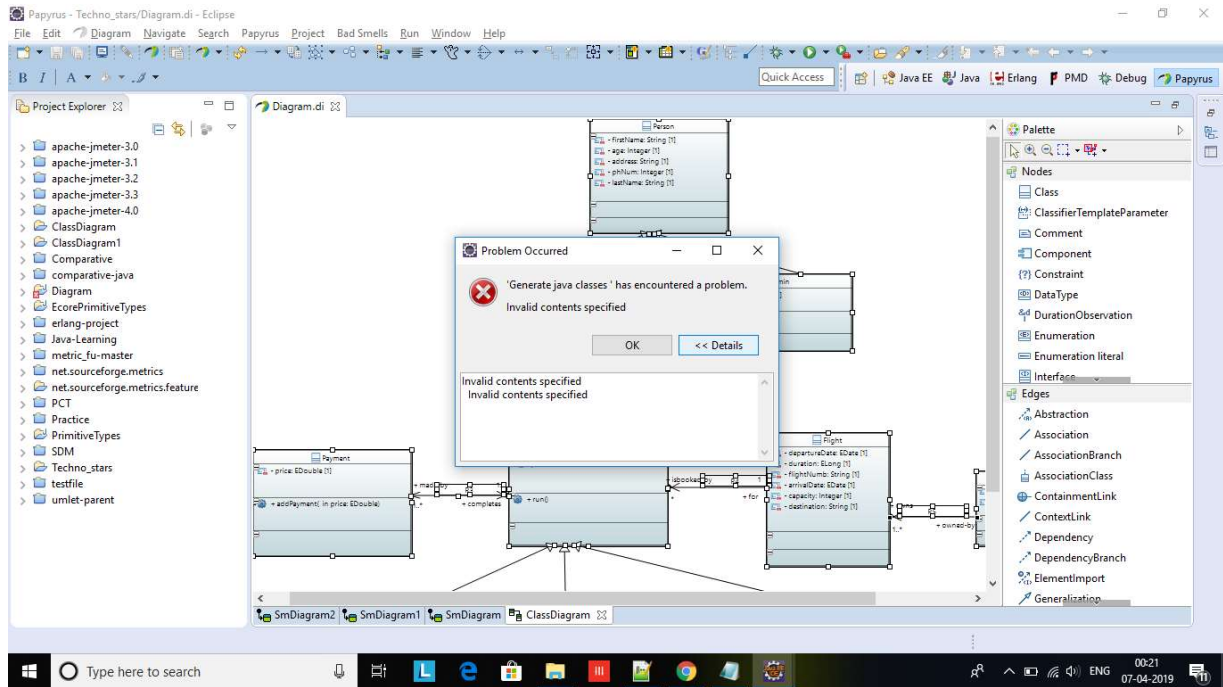 Papyrus - Techno_stars/Diagram.di - Eclipse
File Edit Diagram Navigate Search Papyrus Project Bad Smells Run Window Help
B I A
Quick Access
Java EE Java Erlang PMD Debug Papyrus
Project Explorer
apache-jmeter-3.0
apache-jmeter-3.1
apache-jmeter-3.2
apache-jmeter-3.3
apache-jmeter-4.0
ClassDiagram
ClassDiagram1
Comparative
comparative-java
Diagram
EcorePrimitiveTypes
erlang-project
Java-Learning
metric_fu-master
net.sourceforge.metrics
net.sourceforge.metrics.feature
PCT
Practice
PrimitiveTypes
SDM
Techno_stars
testfile
umlet-parent
Diagram.di
Person
- firstName: String [1]
- age: Integer [1]
- address: String [1]
- phNum: Integer [1]
- lastName: String [1]
Problem Occurred
'Generate java classes ' has encountered a problem.
Invalid contents specified
OK
<< Details
Invalid contents specified
Invalid contents specified
Payment
- price: EDouble [1]
+ addPayment( in price: EDouble)
+ completes
+ run()
+ for
Flight
- departuraDate: EDate [1]
- duration: ELong [1]
- flightNumb: String [1]
- arrivalDate: EDate [1]
- capacity: Integer [1]
- destination: String [1]
1..*
+ owned-by
SmDiagram2 SmDiagram1 SmDiagram ClassDiagram
Palette
Nodes
Class
ClassifierTemplateParameter
Comment
Component
Constraint
DataType
DurationObservation
Enumeration
Enumeration literal
Interface
Edges
Abstraction
Association
AssociationBranch
AssociationClass
ContainmentLink
ContextLink
Dependency
DependencyBranch
ElementImport
Generalization
Type here to search
ENG
00:21
07-04-2019